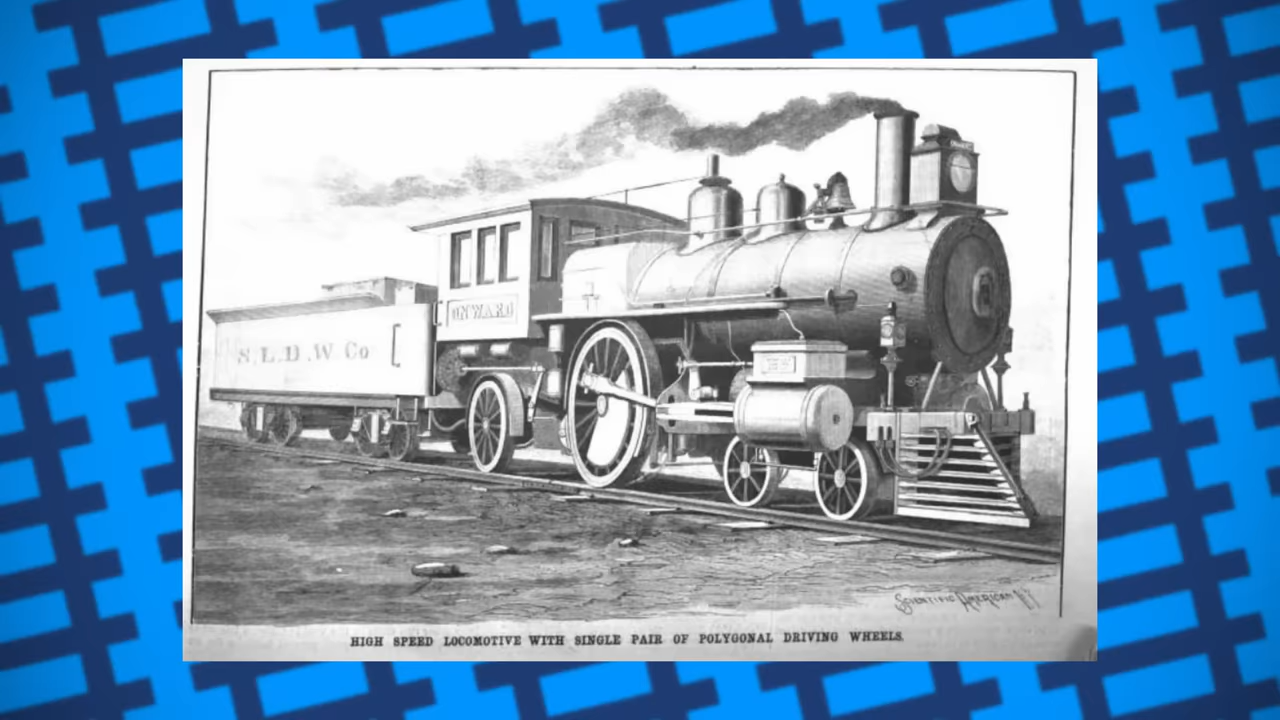 ONWARD
S.L.D.W. Co
SCIENTIFIC AMERICAN N.Y.
HIGH SPEED LOCOMOTIVE WITH SINGLE PAIR OF POLYGONAL DRIVING WHEELS.